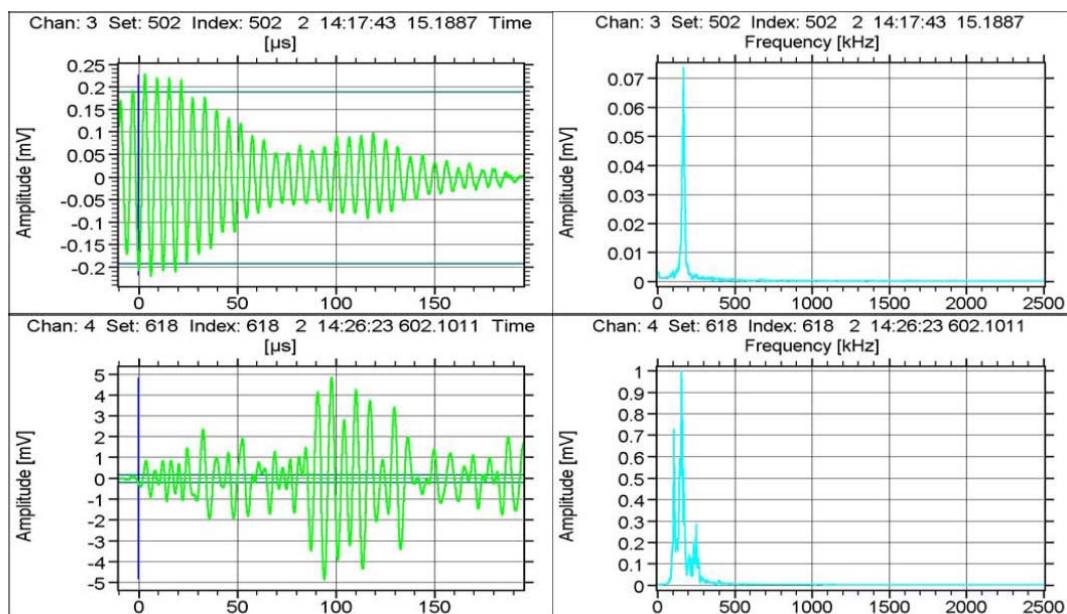 Chan: 3 Set: 502 Index: 502 2 14:17:43 15.1887 Time
[µs]
Amplitude [mV]
0.25
0.2
0.15
0.1
0.05
0
-0.05
-0.1
-0.15
-0.2
0 50 100 150
Chan: 3 Set: 502 Index: 502 2 14:17:43 15.1887
Frequency [kHz]
Amplitude [mV]
0.07
0.06
0.05
0.04
0.03
0.02
0.01
0
0 500 1000 1500 2000 2500
Chan: 4 Set: 618 Index: 618 2 14:26:23 602.1011 Time
[µs]
Amplitude [mV]
5
4
3
2
1
0
-1
-2
-3
-4
-5
0 50 100 150
Chan: 4 Set: 618 Index: 618 2 14:26:23 602.1011
Frequency [kHz]
Amplitude [mV]
1
0.9
0.8
0.7
0.6
0.5
0.4
0.3
0.2
0.1
0
0 500 1000 1500 2000 2500